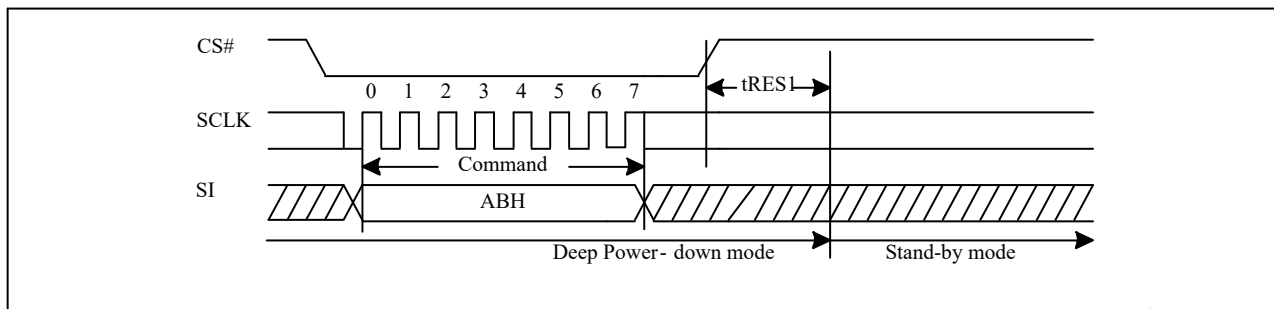 CS#
tRES1
0 1 2 3 4 5 6 7
SCLK
Command
SI
ABH
Deep Power- down mode
Stand-by mode